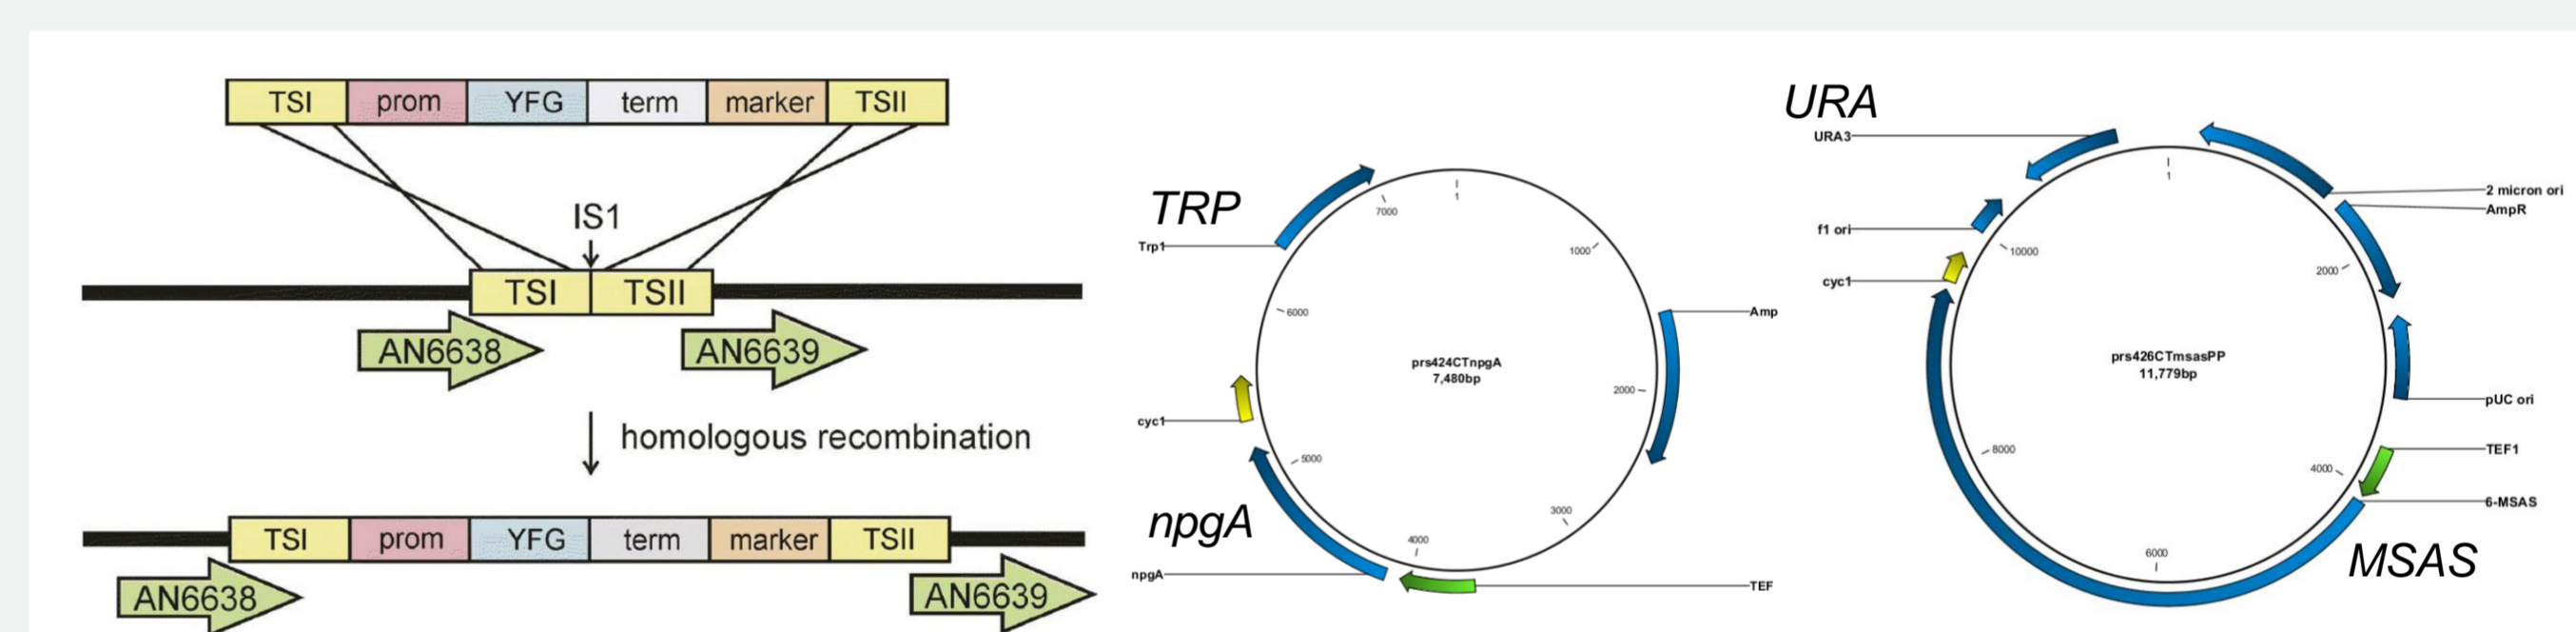 TSI prom YFG term marker TSII
IS1
TSI TSII
AN6638 AN6639
homologous recombination
TSI prom YFG term marker TSII
AN6638 AN6639
TRP
Trp1
7000
1
1000
6000
Amp
prs424CTnpgA
7,480bp
2000
cyc1
5000
npgA
3000
4000
npgA
TEF
URA
URA3
1
2 micron ori
AmpR
f1 ori
10000
2000
cyc1
prs426CTmsasPP
11,779bp
pUC ori
8000
TEF1
4000
6-MSAS
6000
MSAS